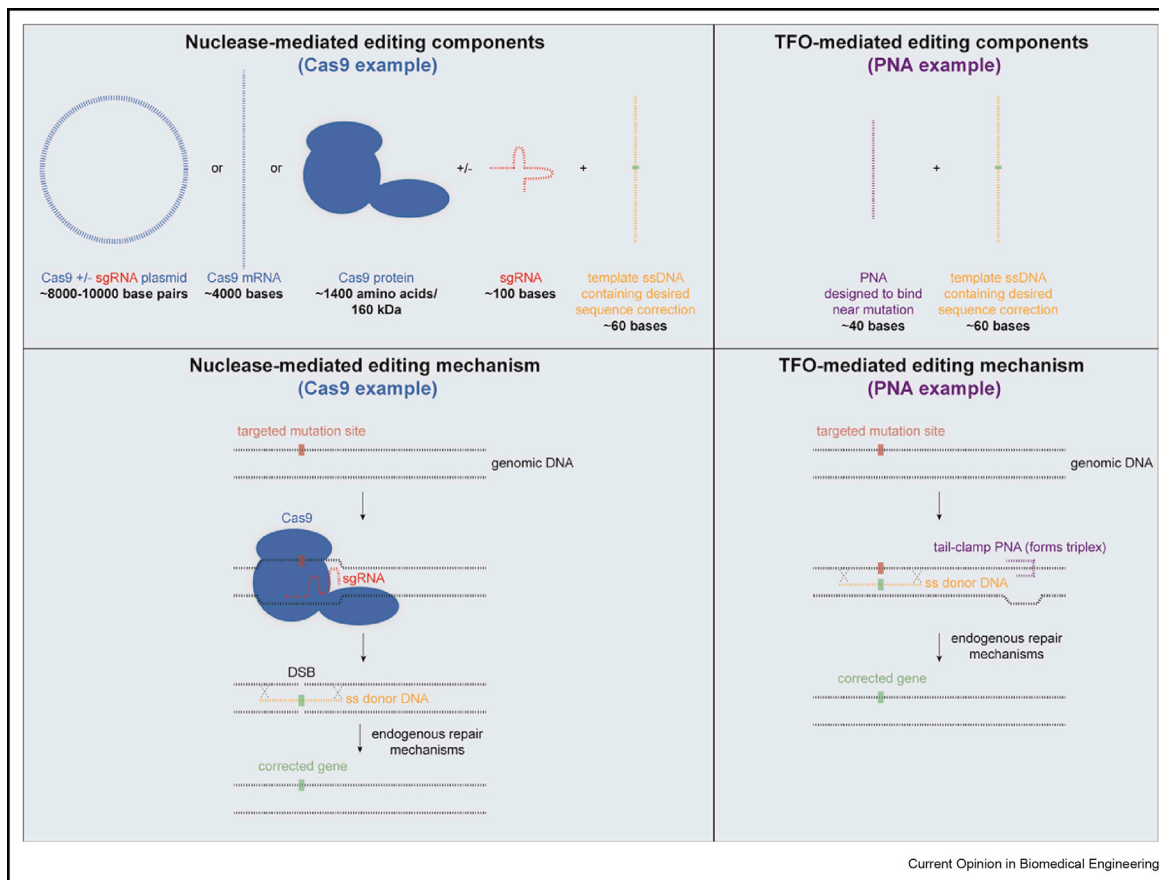 Nuclease-mediated editing components
(Cas9 example)
or
or
+/-
+
Cas9 +/- sgRNA plasmid
~8000-10000 base pairs
Cas9 mRNA
~4000 bases
Cas9 protein
~1400 amino acids/
160 kDa
sgRNA
~100 bases
template ssDNA
containing desired
sequence correction
~60 bases
TFO-mediated editing components
(PNA example)
+
PNA
designed to bind
near mutation
~40 bases
template ssDNA
containing desired
sequence correction
~60 bases
Nuclease-mediated editing mechanism
(Cas9 example)
targeted mutation site
genomic DNA
Cas9
sgRNA
DSB
ss donor DNA
endogenous repair
mechanisms
corrected gene
TFO-mediated editing mechanism
(PNA example)
targeted mutation site
genomic DNA
tail-clamp PNA (forms triplex)
ss donor DNA
endogenous repair
mechanisms
corrected gene
Current Opinion in Biomedical Engineering